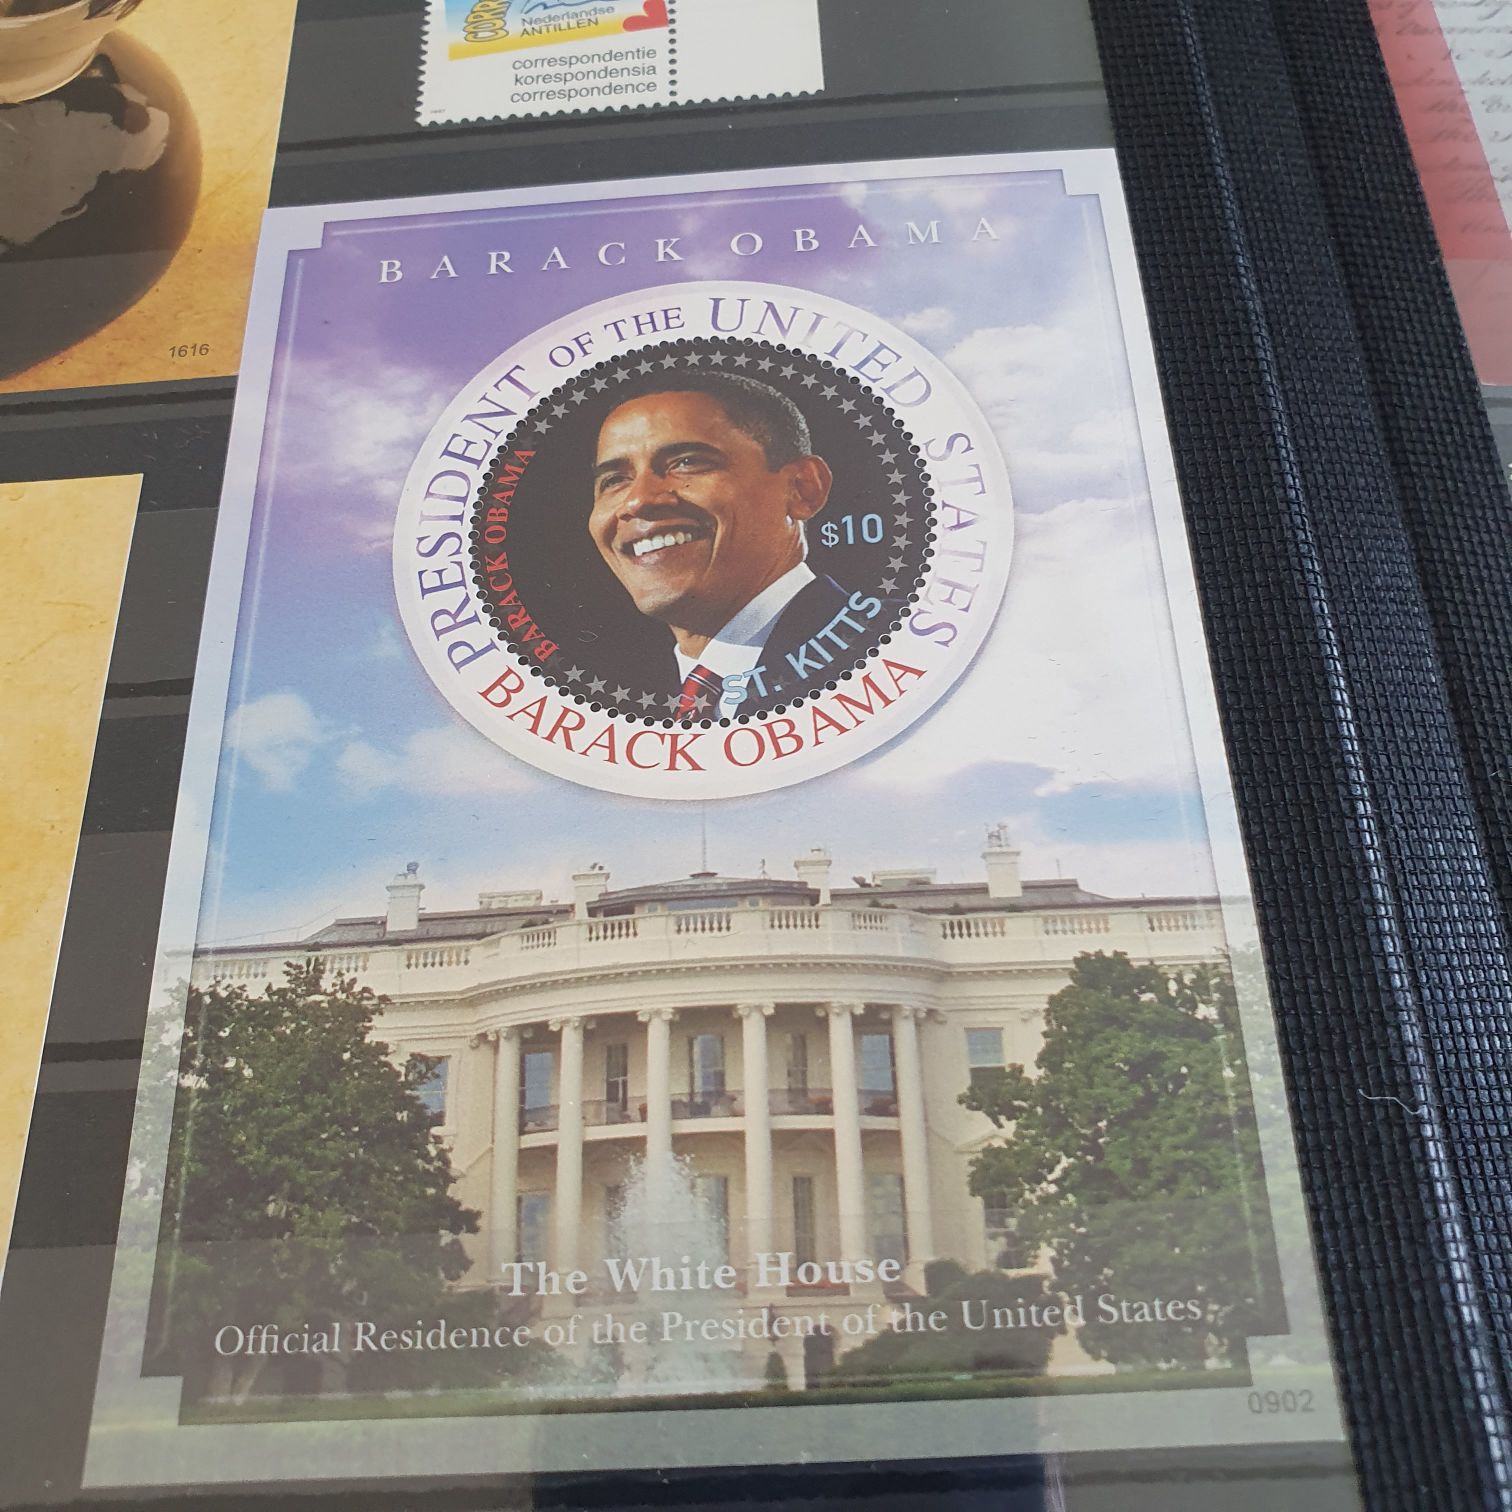 CORR
Nederlandse
ANTILLEN
correspondentie
korespondensia
correspondence
1616
BARACK OBAMA
PRESIDENT OF THE UNITED STATES
BARACK OBAMA
BARACK OBAMA
$10
ST. KITTS
The White House
Official Residence of the President of the United States
0902